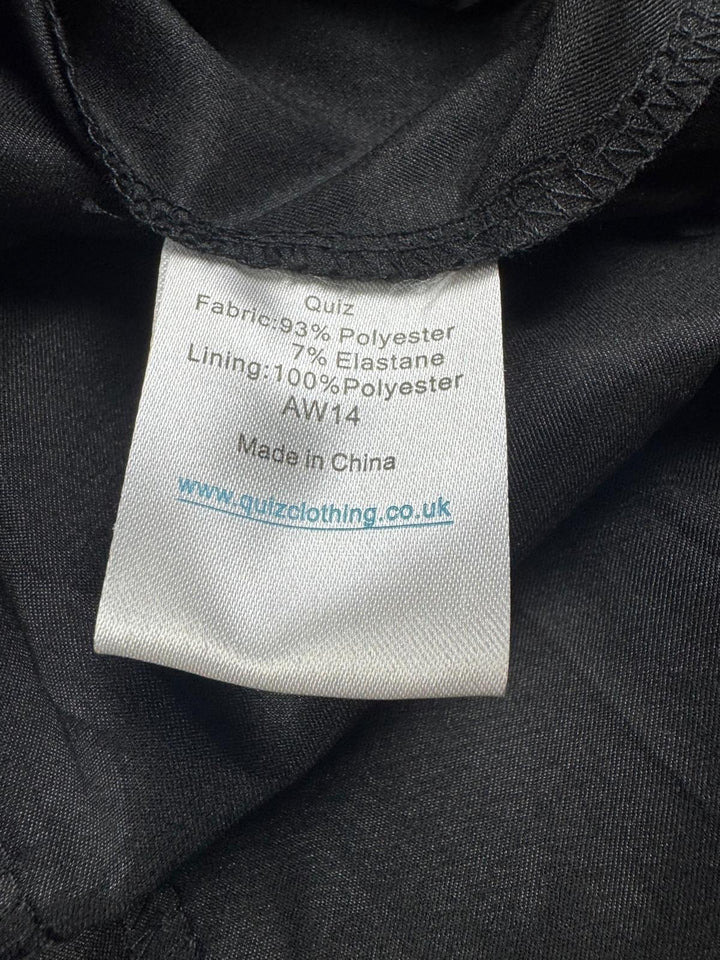 Quiz
Fabric:93% Polyester
7% Elastane
Lining:100%Polyester
AW14
Made in China
www.quizclothing.co.uk